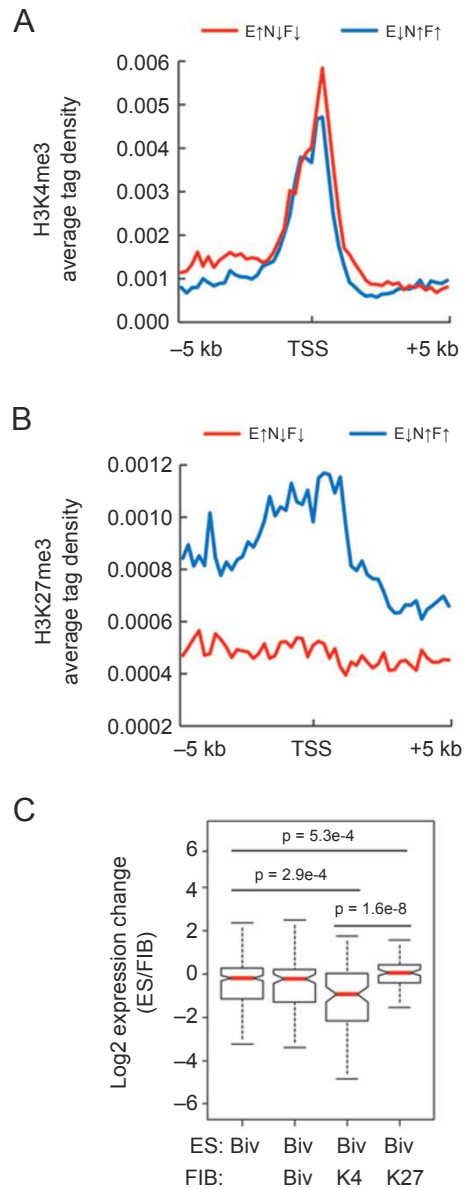 A
E↑N↓F↓ E↓N↑F↑
H3K4me3
average tag density
0.006
0.005
0.004
0.003
0.002
0.001
0.000
–5 kb TSS +5 kb
B
E↑N↓F↓ E↓N↑F↑
H3K27me3
average tag density
0.0012
0.0010
0.0008
0.0006
0.0004
0.0002
–5 kb TSS +5 kb
C
Log2 expression change
(ES/FIB)
6
4
2
0
–2
–4
–6
p = 5.3e-4
p = 2.9e-4
p = 1.6e-8
ES: Biv Biv Biv Biv
FIB: Biv K4 K27